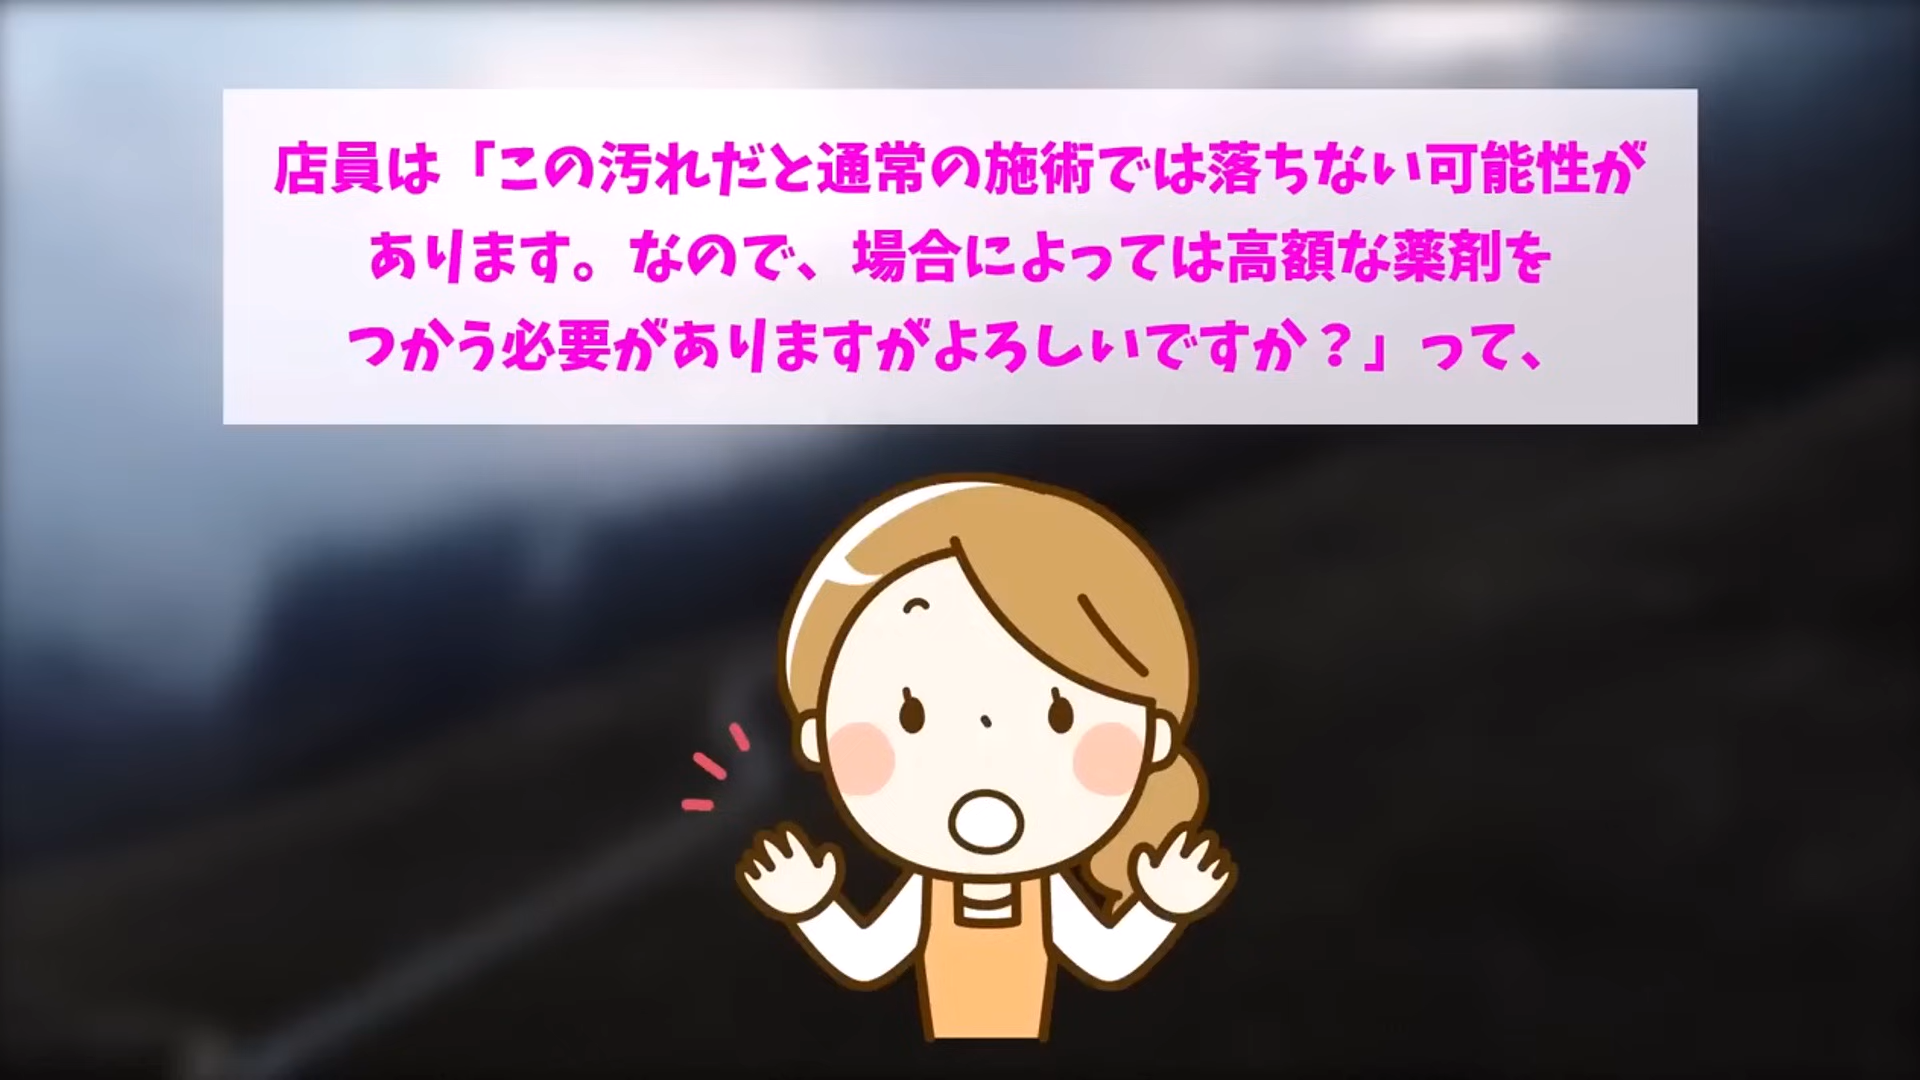 店員は「この汚れだと通常の施術では落ちない可能性が
あります。なので、場合によっては高額な薬剤を
つかう必要がありますがよろしいですか？」って、